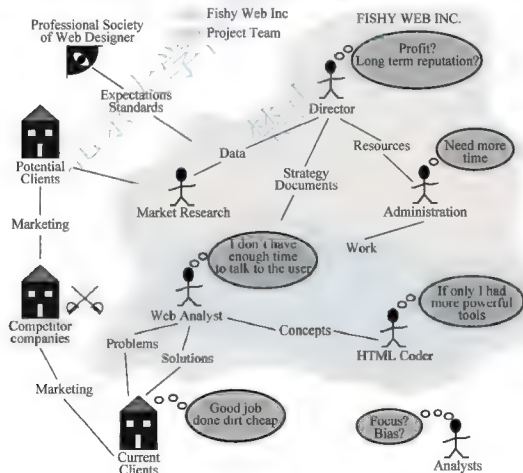 Professional Society
of Web Designer
Fishy Web Inc
Project Team
FISHY WEB INC.
Profit?
Long term reputation?
Expectations
Standards
Director
Data
Resources
Need more
time
Potential
Clients
Strategy
Documents
Market Research
Administration
Marketing
Work
I don t have
enough time
to talk to the user
If only I had
more powerful
tools
Web Analyst
Competitor
companies
Concepts
HTML Coder
Problems
Solutions
Marketing
Good job
done dirt cheap
Focus?
Bias?
Current
Clients
Analysts